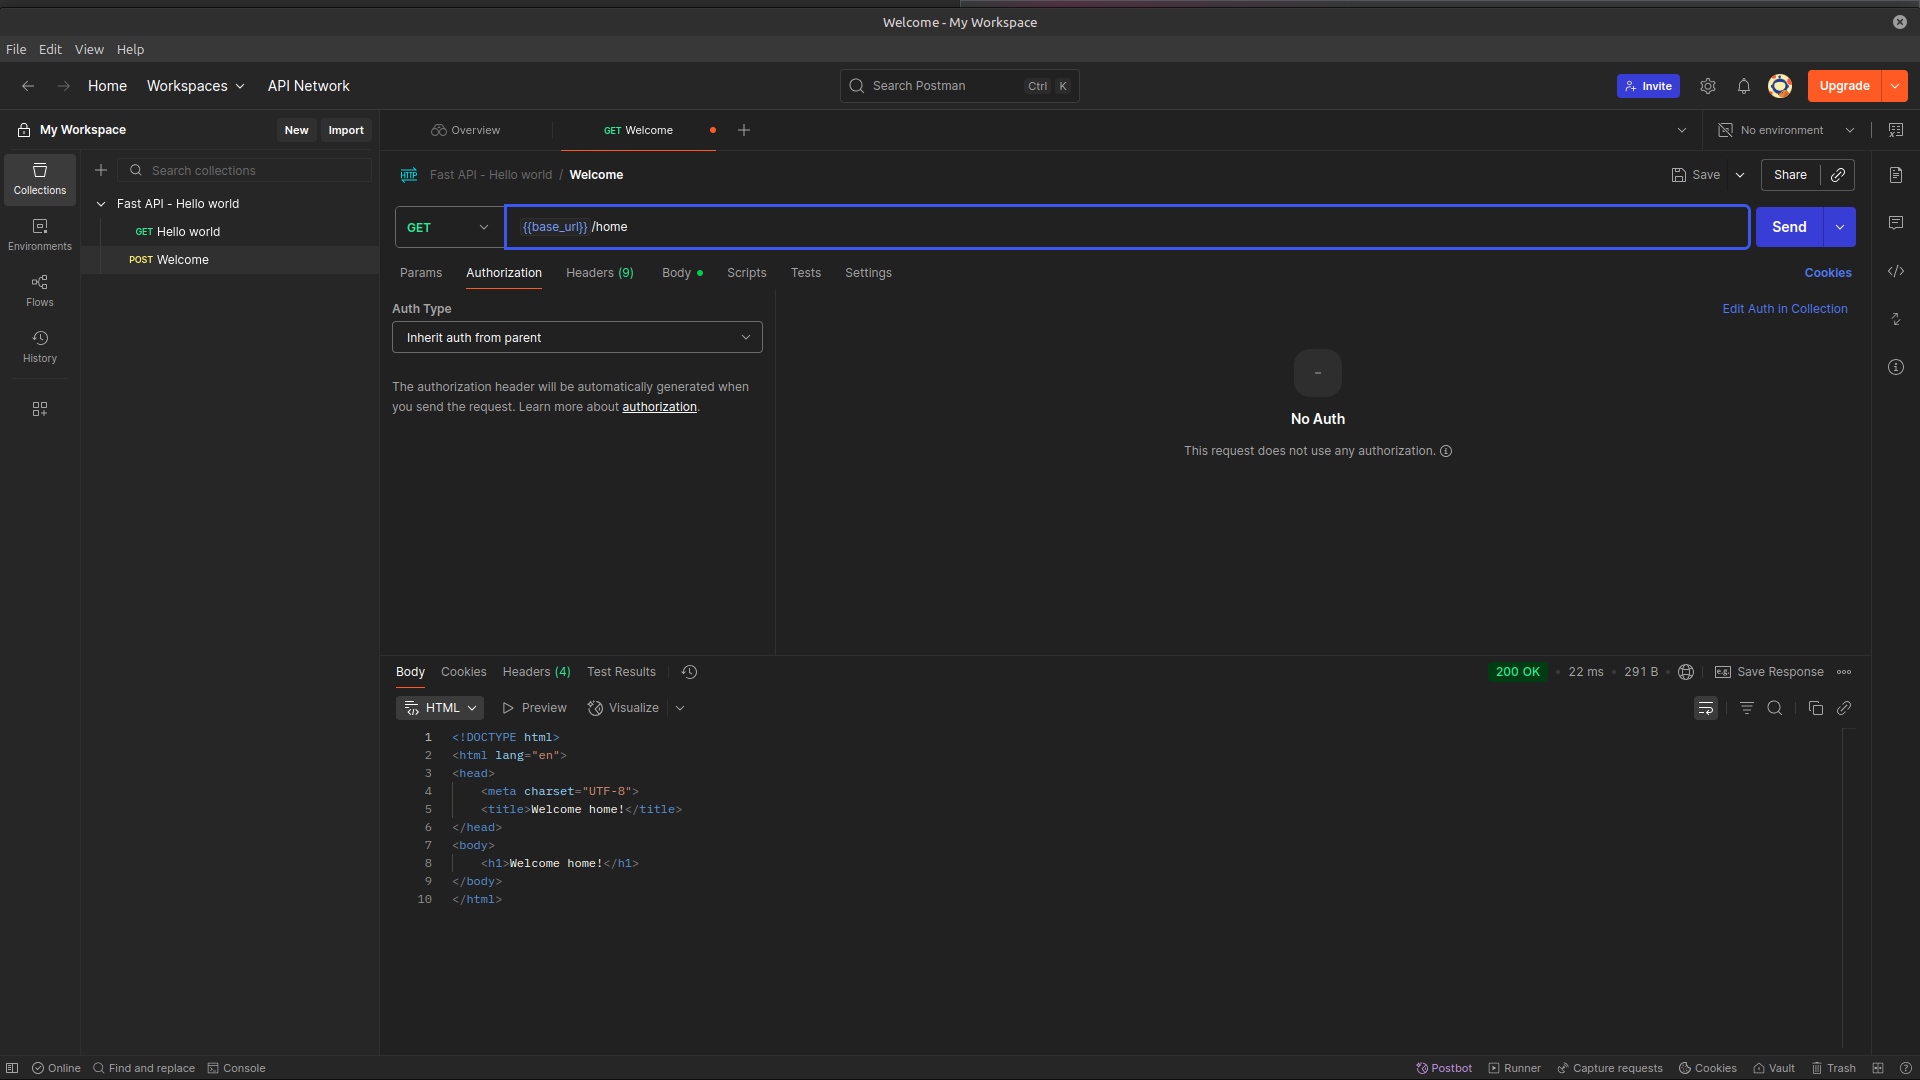 Welcome - My Workspace
File Edit View Help
Home Workspaces API Network Search Postman Ctrl K Invite Upgrade
My Workspace New Import Overview GET Welcome No environment
Collections
Search collections
Fast API - Hello world / Welcome Save Share
Fast API - Hello world
GET Hello world
POST Welcome
Environments
Flows
History
GET {{base_url}} /home Send
Params Authorization Headers (9) Body Scripts Tests Settings Cookies
Auth Type
Edit Auth in Collection
Inherit auth from parent
The authorization header will be automatically generated when
you send the request. Learn more about authorization.
-
No Auth
This request does not use any authorization.
Body Cookies Headers (4) Test Results 200 OK • 22 ms • 291 B • e.g. Save Response
HTML Preview Visualize
1 <!DOCTYPE html>
2 <html lang="en">
3 <head>
4 <meta charset="UTF-8">
5 <title>Welcome home!</title>
6 </head>
7 <body>
8 <h1>Welcome home!</h1>
9 </body>
10 </html>
Online Find and replace Console Postbot Runner Capture requests Cookies Vault Trash